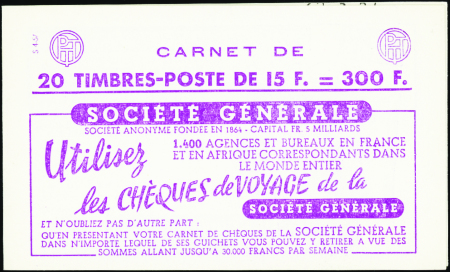 CARNET DE
20 TIMBRES-POSTE DE 15 F. = 300 F.
SOCIÉTÉ GÉNÉRALE
SOCIÉTÉ ANONYME FONDÉE EN 1864 - CAPITAL FR. 5 MILLIARDS
Utilisez
1.400 AGENCES ET BUREAUX EN FRANCE
ET EN AFRIQUE CORRESPONDANTS DANS
LE MONDE ENTIER
les CHÈQUES de VOYAGE de la
SOCIÉTÉ GÉNÉRALE
ET N'OUBLIEZ PAS D'AUTRE PART :
QU'EN PRÉSENTANT VOTRE CARNET DE CHÈQUES DE LA SOCIÉTÉ GÉNÉRALE
DANS N'IMPORTE LEQUEL DE SES GUICHETS VOUS POUVEZ Y RETIRER A VUE DES
SOMMES ALLANT JUSQU'A 30.000 FRANCS PAR SEMAINE